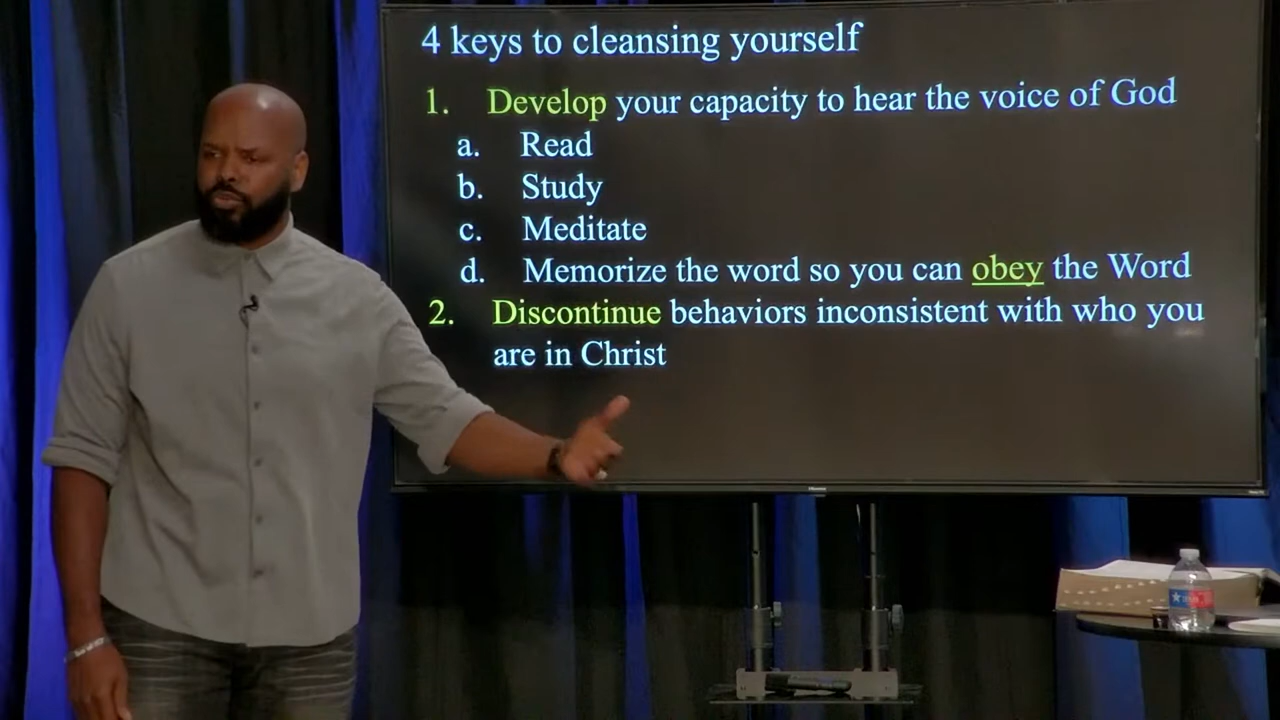 4 keys to cleansing yourself
1. Develop your capacity to hear the voice of God
a. Read
b. Study
c. Meditate
d. Memorize the word so you can obey the Word
2. Discontinue behaviors inconsistent with who you
are in Christ